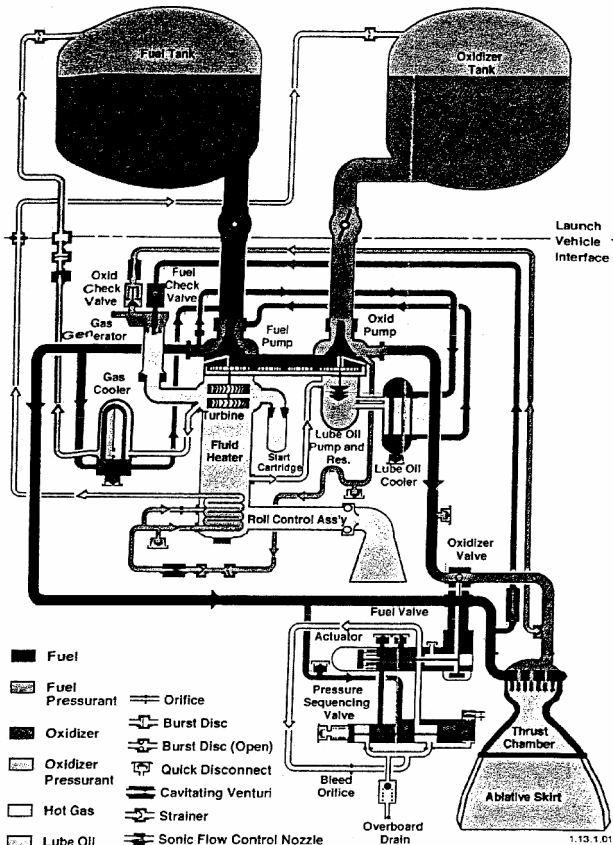 Fuel Tank
Oxidizer
Tank
Launch
Vehicle
Interface
Oxid
Check
Valve
Fuel
Check
Valve
Gas
Generator
Fuel
Pump
Oxid
Pump
Gas
Cooler
Turbine
Fluid
Heater
Start
Cartridge
Lube Oil
Pump and
Res.
Lube Oil
Cooler
Roll Control Ass'y
Oxidizer
Valve
Fuel Valve
Actuator
Pressure
Sequencing
Valve
Bleed
Orifice
Overboard
Drain
Thrust
Chamber
Ablative Skirt
Fuel
Fuel
Pressurant
Oxidizer
Oxidizer
Pressurant
Hot Gas
Lube Oil
Orifice
Burst Disc
Burst Disc (Open)
Quick Disconnect
Cavitating Venturi
Strainer
Sonic Flow Control Nozzle
1.13.1.01